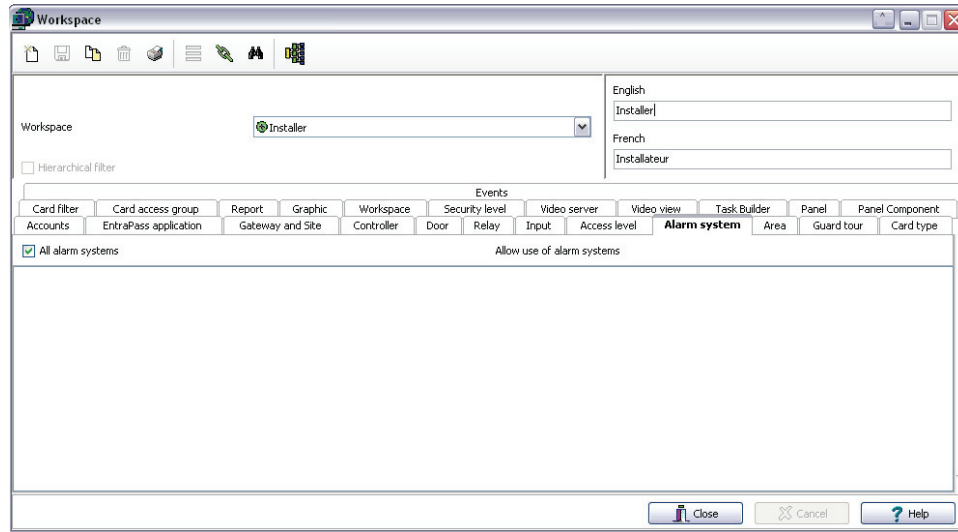 Workspace
English
Installer
Workspace
Installer
French
Installateur
Hierarchical filter
Events
Card filter Card access group Report Graphic Workspace Security level Video server Video view Task Builder Panel Panel Component
Accounts EntraPass application Gateway and Site Controller Door Relay Input Access level Alarm system Area Guard tour Card type
All alarm systems Allow use of alarm systems
Close Cancel ? Help